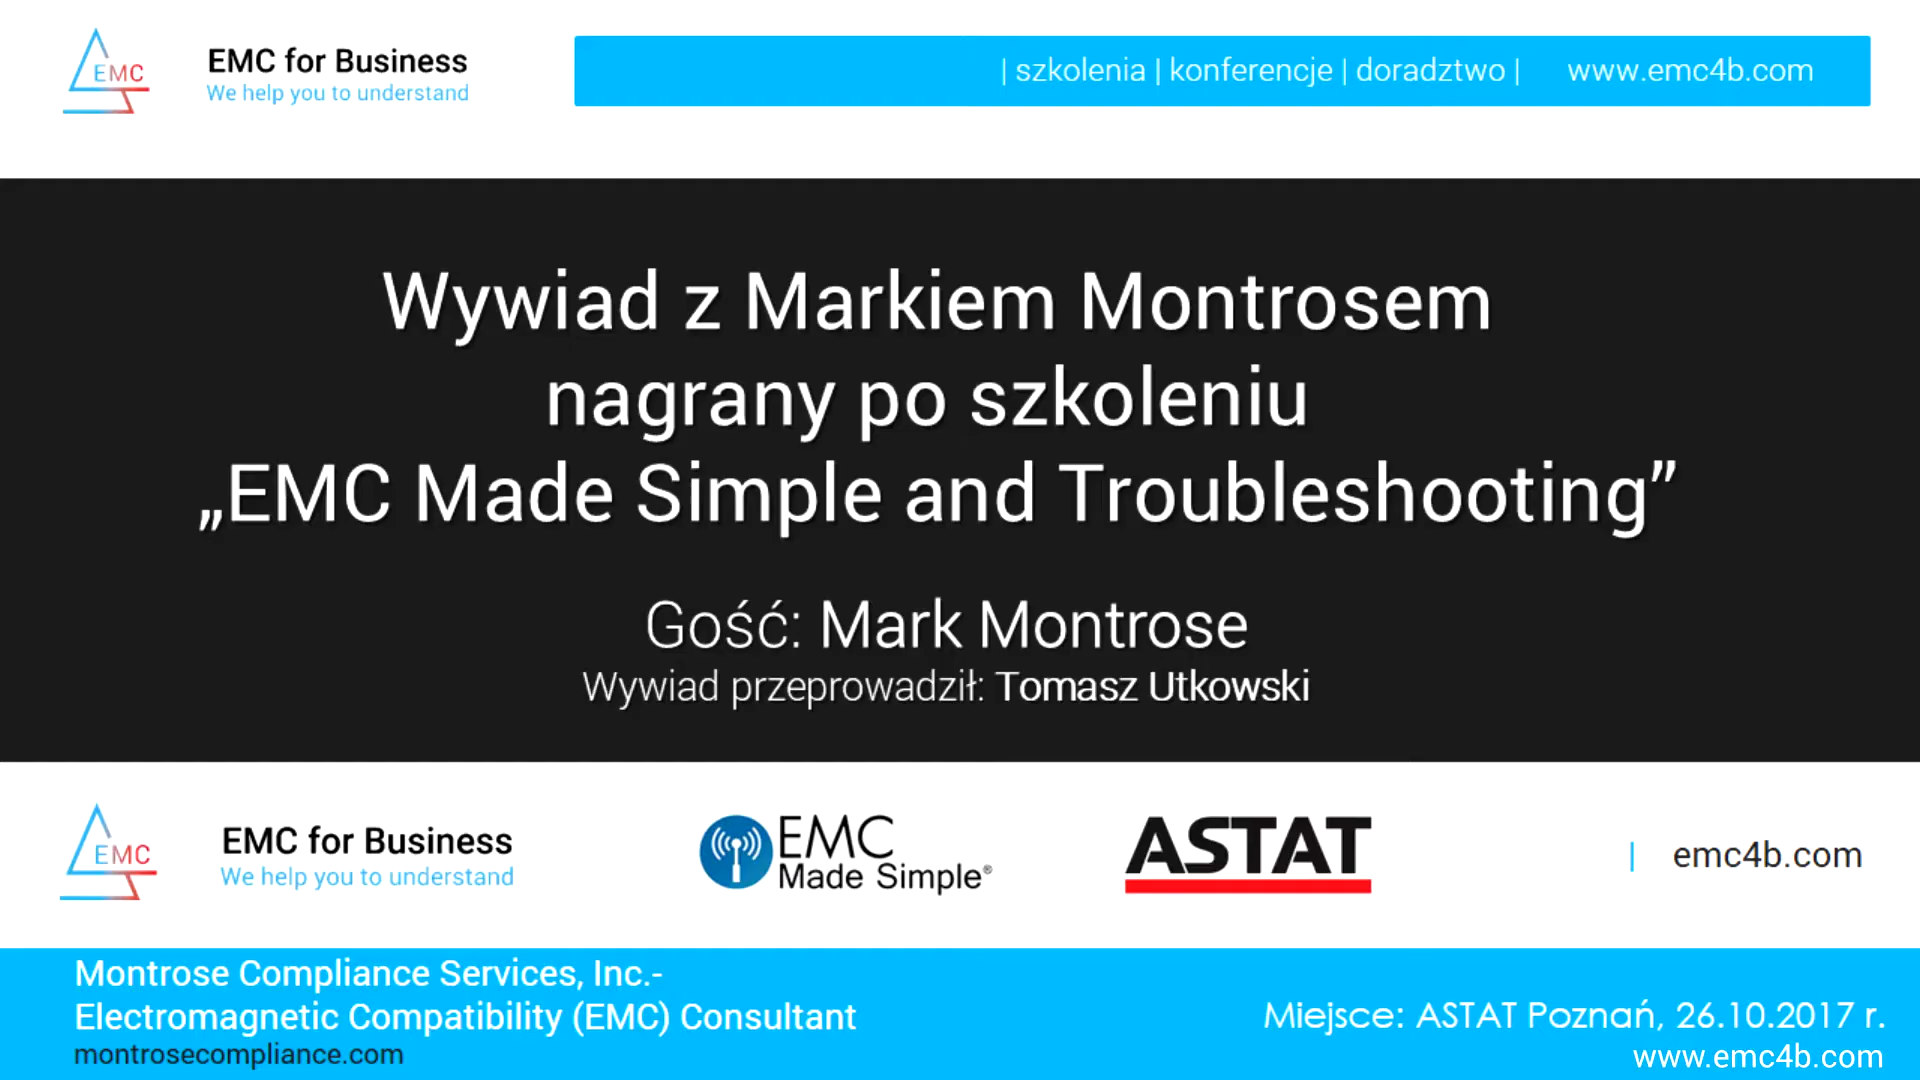 EMC
EMC for Business
We help you to understand
| szkolenia | konferencje | doradztwo | www.emc4b.com
Wywiad z Markiem Montrosem
nagrany po szkoleniu
„EMC Made Simple and Troubleshooting”
Gość: Mark Montrose
Wywiad przeprowadził: Tomasz Utkowski
EMC
EMC for Business
We help you to understand
EMC
Made Simple®
ASTAT
| emc4b.com
Montrose Compliance Services, Inc.-
Electromagnetic Compatibility (EMC) Consultant
montrosecompliance.com
Miejsce: ASTAT Poznań, 26.10.2017 r.
www.emc4b.com